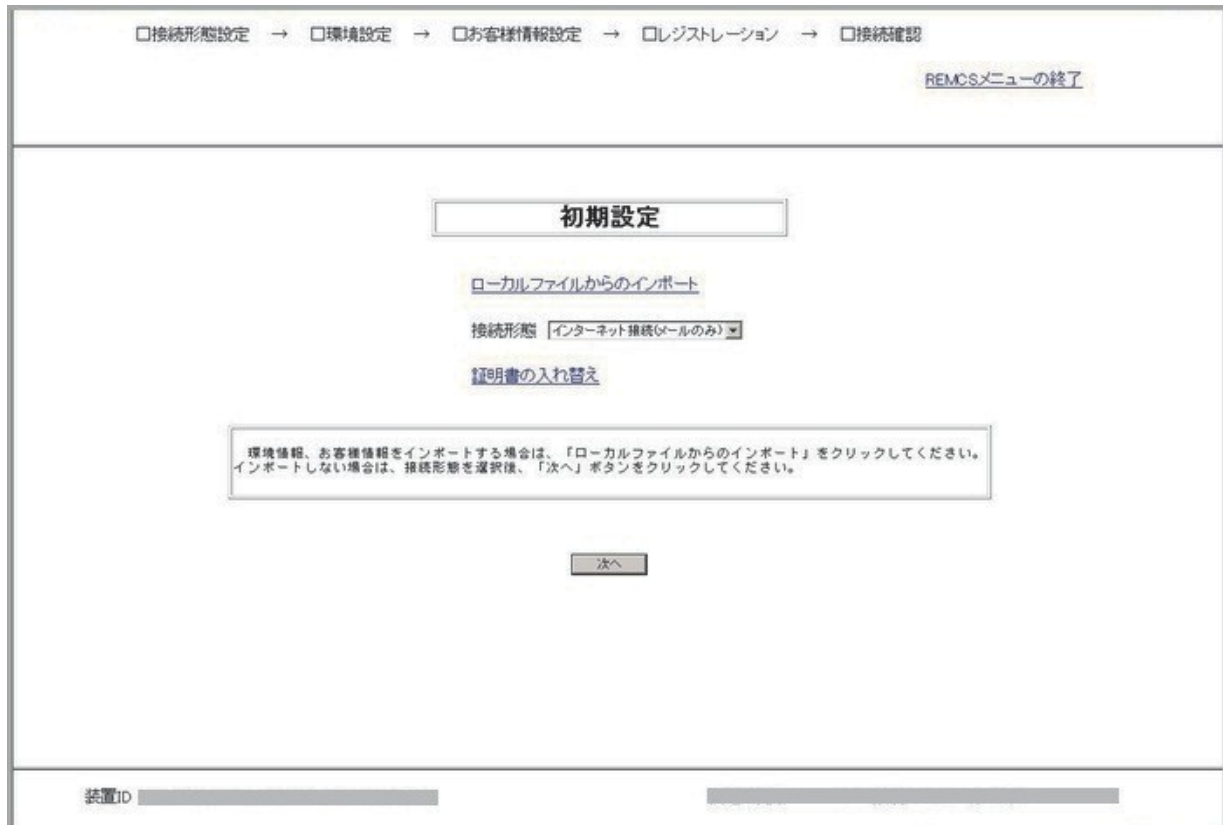 □接続形態設定 → □環境設定 → □お客様情報設定 → □レジストレーション → □接続確認
REMCSメニューの終了
初期設定
ローカルファイルからのインポート
接続形態 インターネット接続(メールのみ)
証明書の入れ替え
環境情報、お客様情報をインポートする場合は、「ローカルファイルからのインポート」をクリックしてください。
インポートしない場合は、接続形態を選択後、「次へ」ボタンをクリックしてください。
次へ
装置ID